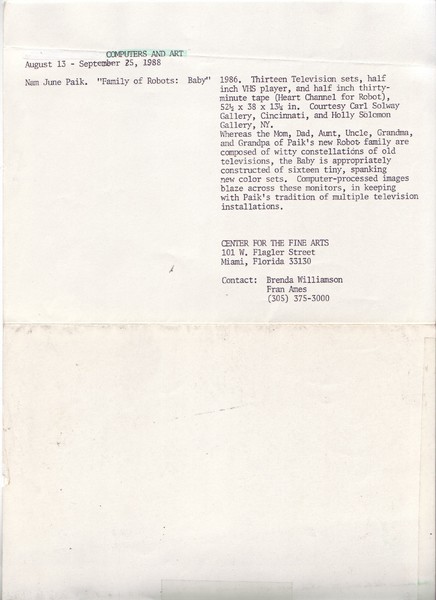 COMPUTERS AND ART
August 13 - September 25, 1988
Nam June Paik. "Family of Robots: Baby" 1986. Thirteen Television sets, half
inch VHS player, and half inch thirty-
minute tape (Heart Channel for Robot),
52½ x 38 x 13½ in. Courtesy Carl Solway
Gallery, Cincinnati, and Holly Solomon
Gallery, NY.
Whereas the Mom, Dad, Aunt, Uncle, Grandma,
and Grandpa of Paik's new Robot family are
composed of witty constellations of old
televisions, the Baby is appropriately
constructed of sixteen tiny, spanking
new color sets. Computer-processed images
blaze across these monitors, in keeping
with Paik's tradition of multiple television
installations.
CENTER FOR THE FINE ARTS
101 W. Flagler Street
Miami, Florida 33130
Contact: Brenda Williamson
Fran Ames
(305) 375-3000